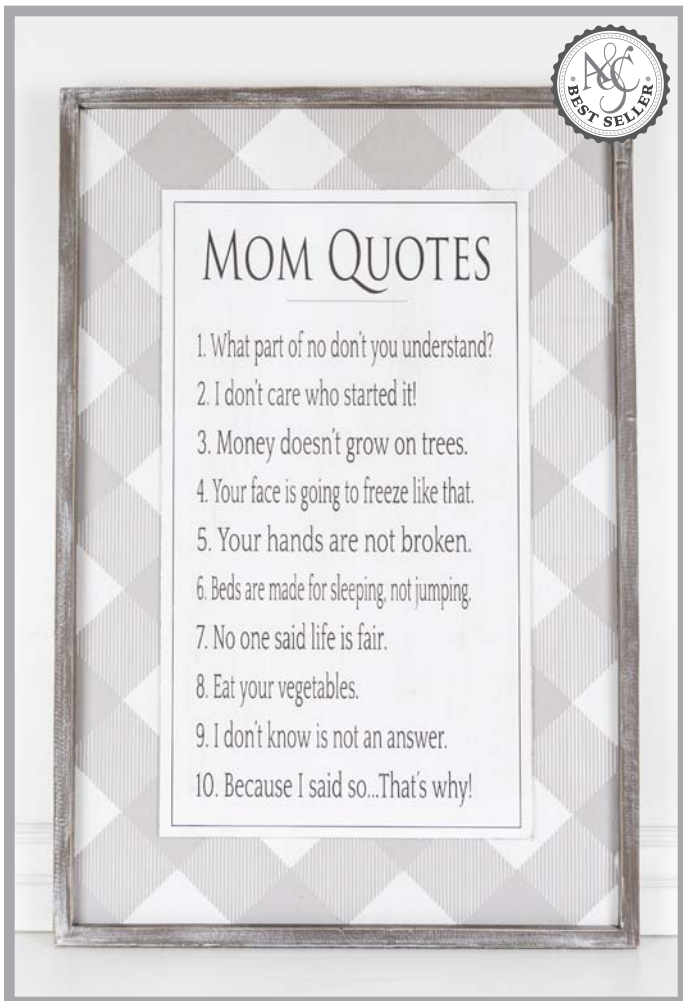 A&C
BEST SELLER
MOM QUOTES
1. What part of no don't you understand?
2. I don't care who started it!
3. Money doesn't grow on trees.
4. Your face is going to freeze like that.
5. Your hands are not broken.
6. Beds are made for sleeping, not jumping.
7. No one said life is fair.
8. Eat your vegetables.
9. I don't know is not an answer.
10. Because I said so...That's why!